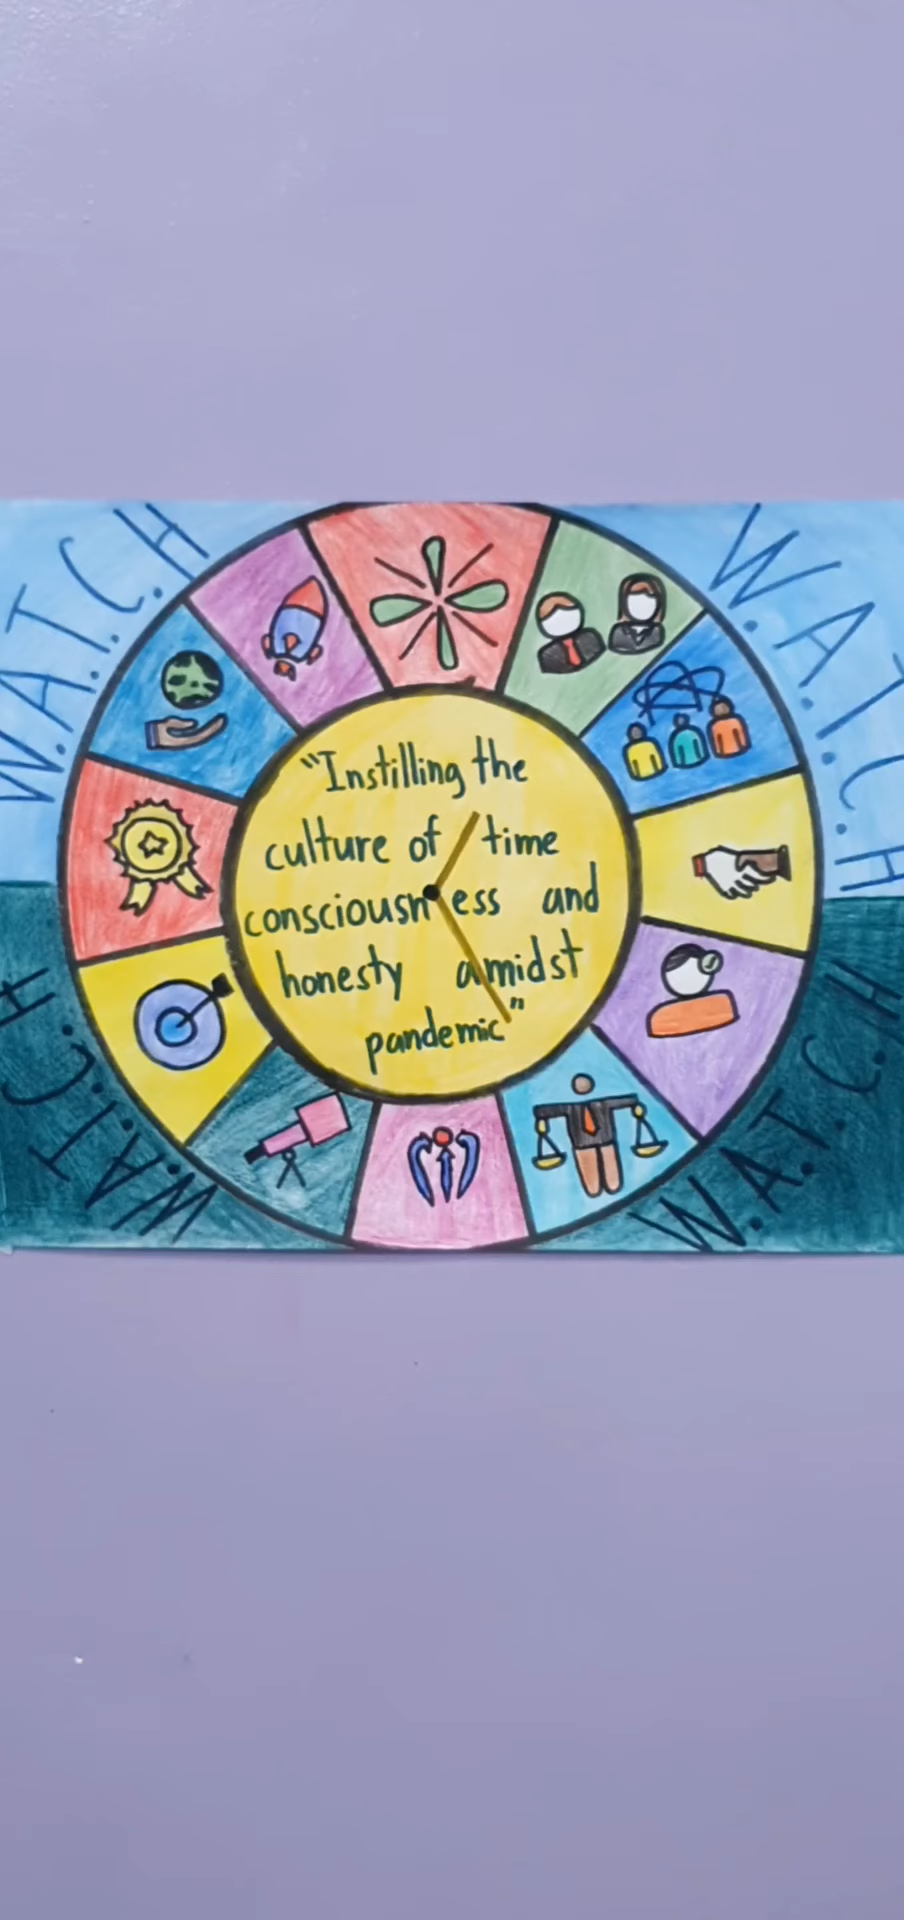 W.A.T.C.H
W.A.T.C.H
"Instilling the
culture of time
consciousness and
honesty amidst
pandemic"
W.A.T.C.H
W.A.T.C.H